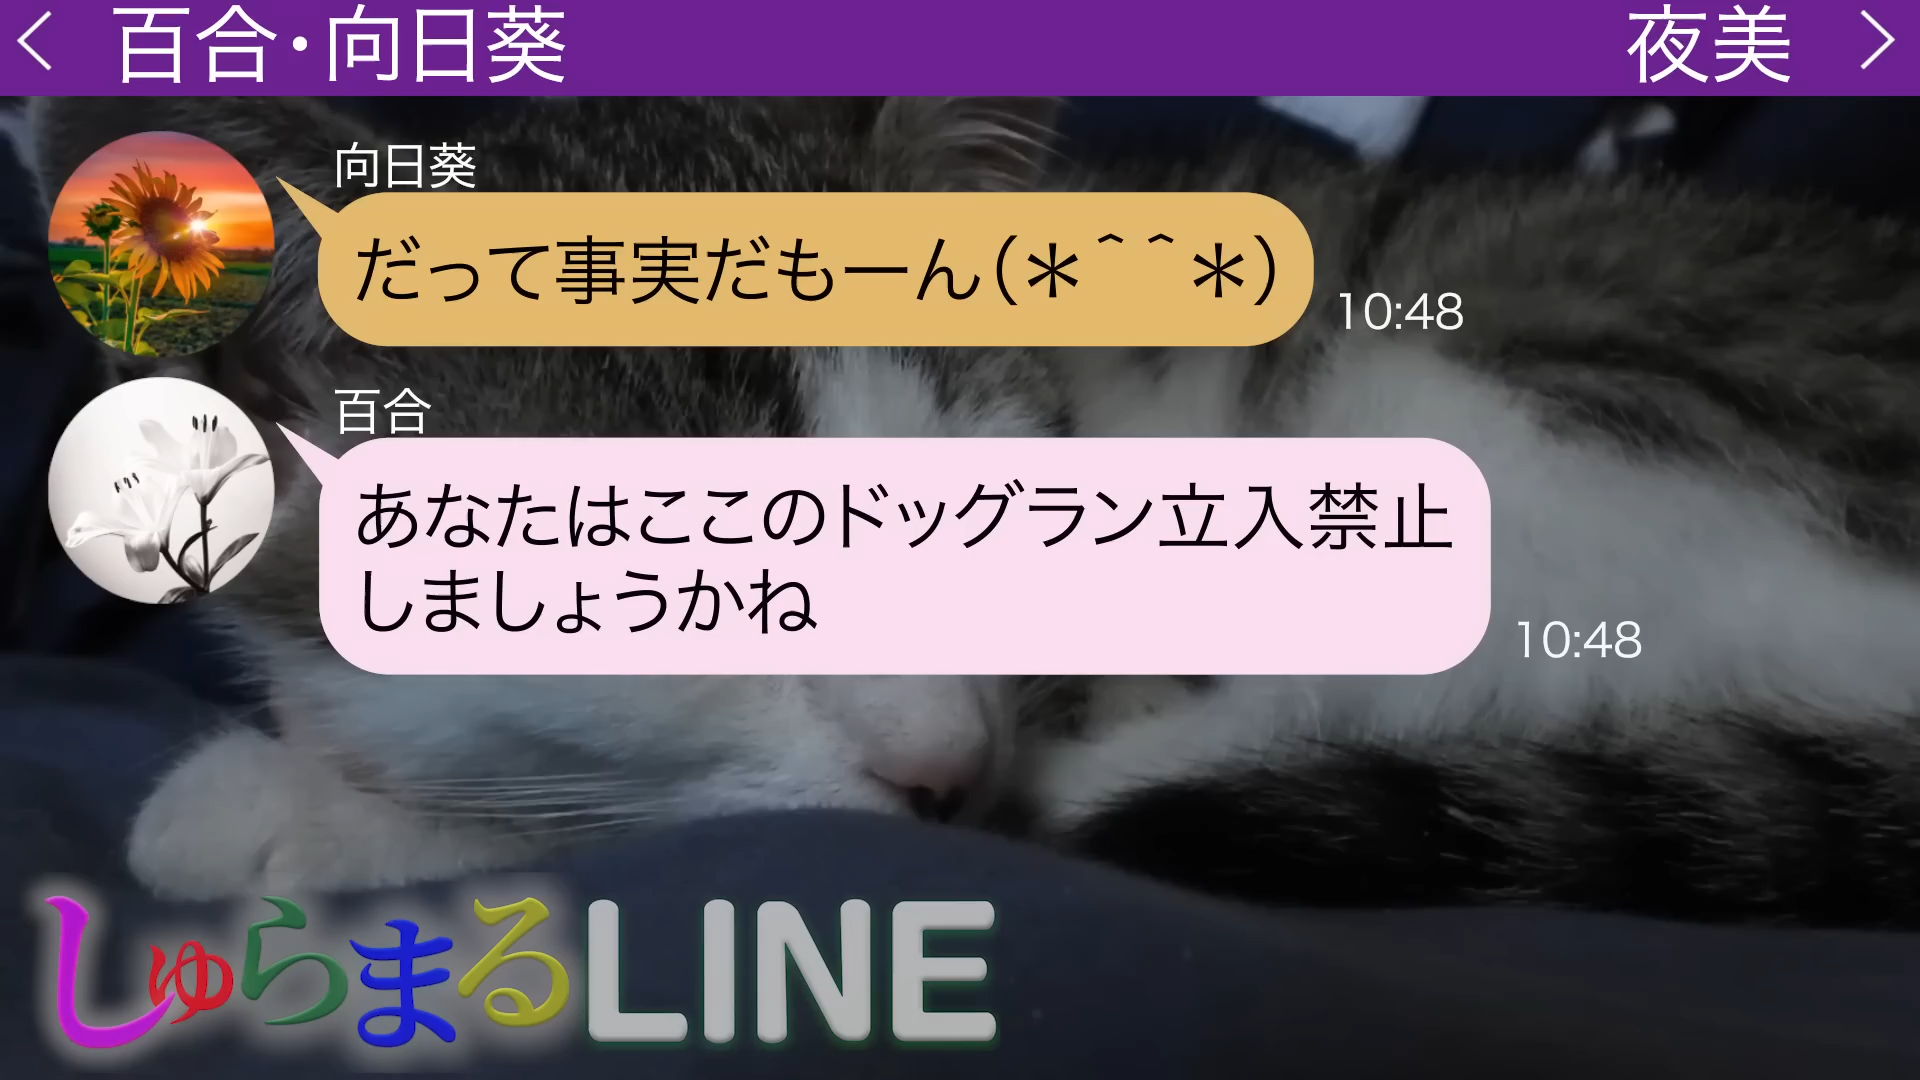 百合・向日葵
夜美
向日葵
だって事実だもーん(＊＾＾＊)
10:48
百合
あなたはここのドッグラン立入禁止
しましょうかね
10:48
しゅらまるLINE